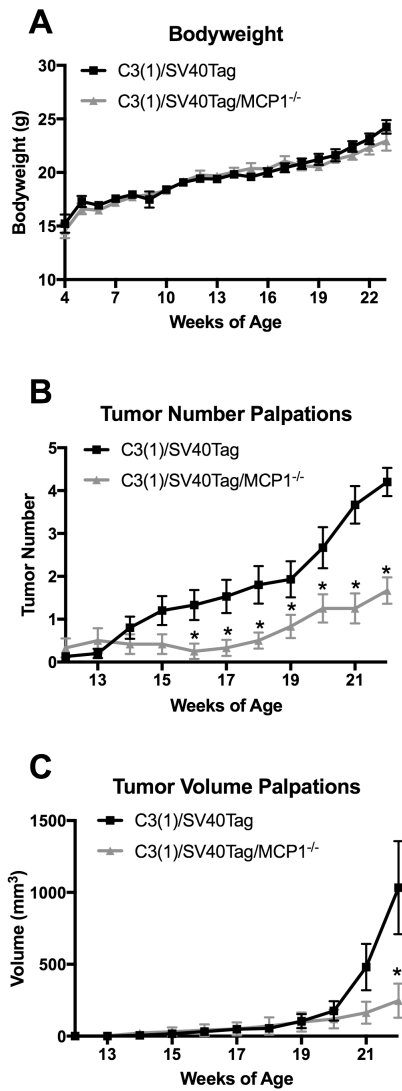 A
Bodyweight
C3(1)/SV40Tag
C3(1)/SV40Tag/MCP1-/-
Bodyweight (g)
30
25
20
15
10
4 7 10 13 16 19 22
Weeks of Age
B
Tumor Number Palpations
C3(1)/SV40Tag
C3(1)/SV40Tag/MCP1-/-
Tumor Number
5
4
3
2
1
0
* * * * * * *
13 15 17 19 21
Weeks of Age
C
Tumor Volume Palpations
C3(1)/SV40Tag
C3(1)/SV40Tag/MCP1-/-
Volume (mm3)
1500
1000
500
0
*
13 15 17 19 21
Weeks of Age